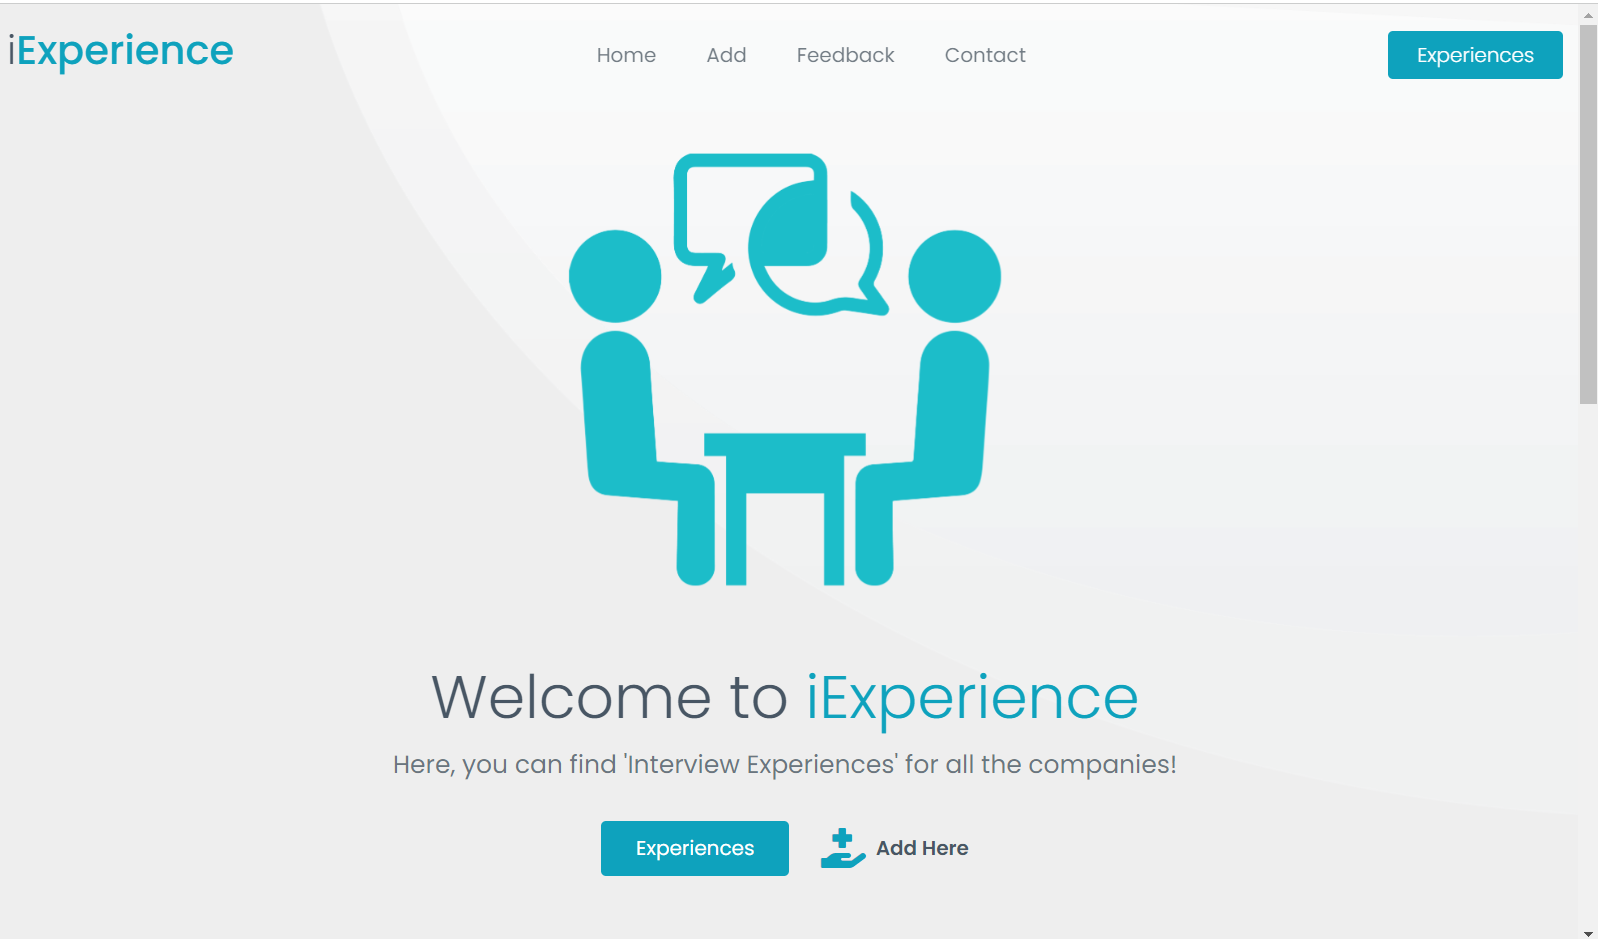 iExperience
Home Add Feedback Contact
Experiences
Welcome to iExperience
Here, you can find 'Interview Experiences' for all the companies!
Experiences
Add Here